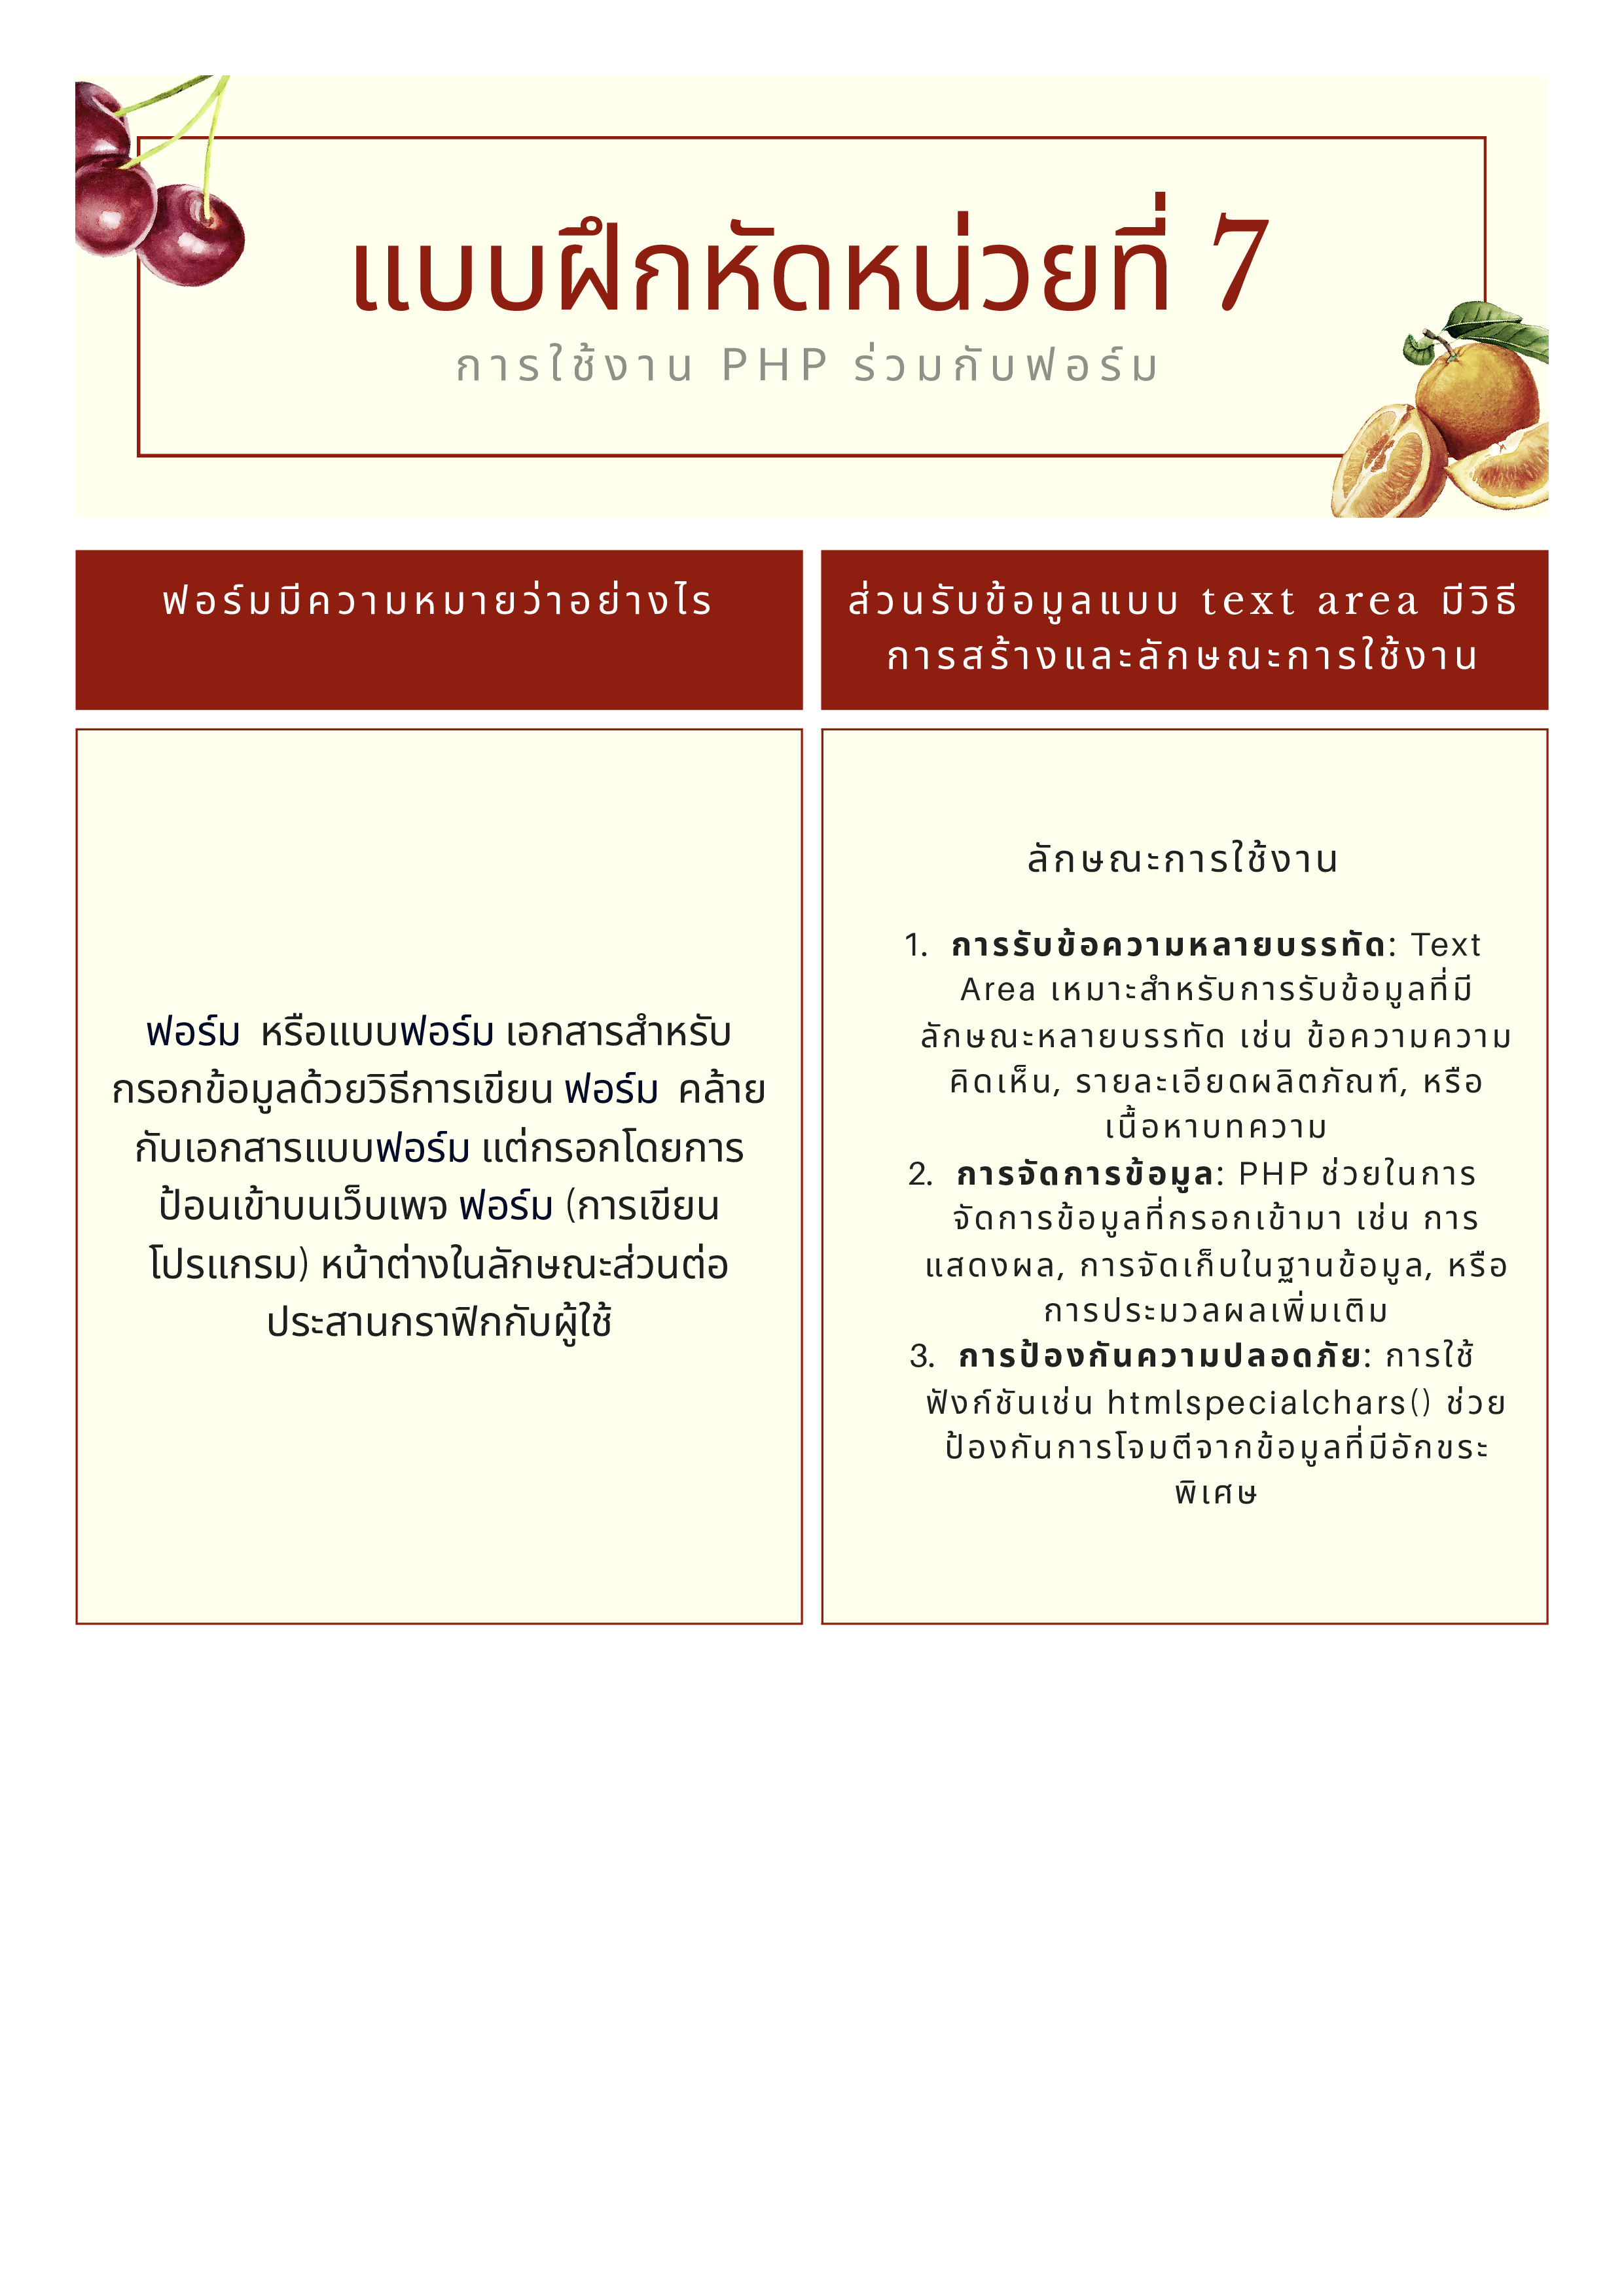 แบบฝึกหัดหน่วยที่ 7
การใช้งาน PHP ร่วมกับฟอร์ม
ฟอร์มมีความหมายว่าอย่างไร
ฟอร์ม หรือแบบฟอร์ม เอกสารสำหรับ
กรอกข้อมูลด้วยวิธีการเขียน ฟอร์ม คล้าย
กับเอกสารแบบฟอร์ม แต่กรอกโดยการ
ป้อนเข้าบนเว็บเพจ ฟอร์ม (การเขียน
โปรแกรม) หน้าต่างในลักษณะส่วนต่อ
ประสานกราฟิกกับผู้ใช้
ส่วนรับข้อมูลแบบ text area มีวิธี
การสร้างและลักษณะการใช้งาน
ลักษณะการใช้งาน
1. การรับข้อความหลายบรรทัด: Text
Area เหมาะสำหรับการรับข้อมูลที่มี
ลักษณะหลายบรรทัด เช่น ข้อความความ
คิดเห็น, รายละเอียดผลิตภัณฑ์, หรือ
เนื้อหาบทความ
2. การจัดการข้อมูล: PHP ช่วยในการ
จัดการข้อมูลที่กรอกเข้ามา เช่น การ
แสดงผล, การจัดเก็บในฐานข้อมูล, หรือ
การประมวลผลเพิ่มเติม
3. การป้องกันความปลอดภัย: การใช้
ฟังก์ชันเช่น htmlspecialchars() ช่วย
ป้องกันการโจมตีจากข้อมูลที่มีอักขระ
พิเศษ